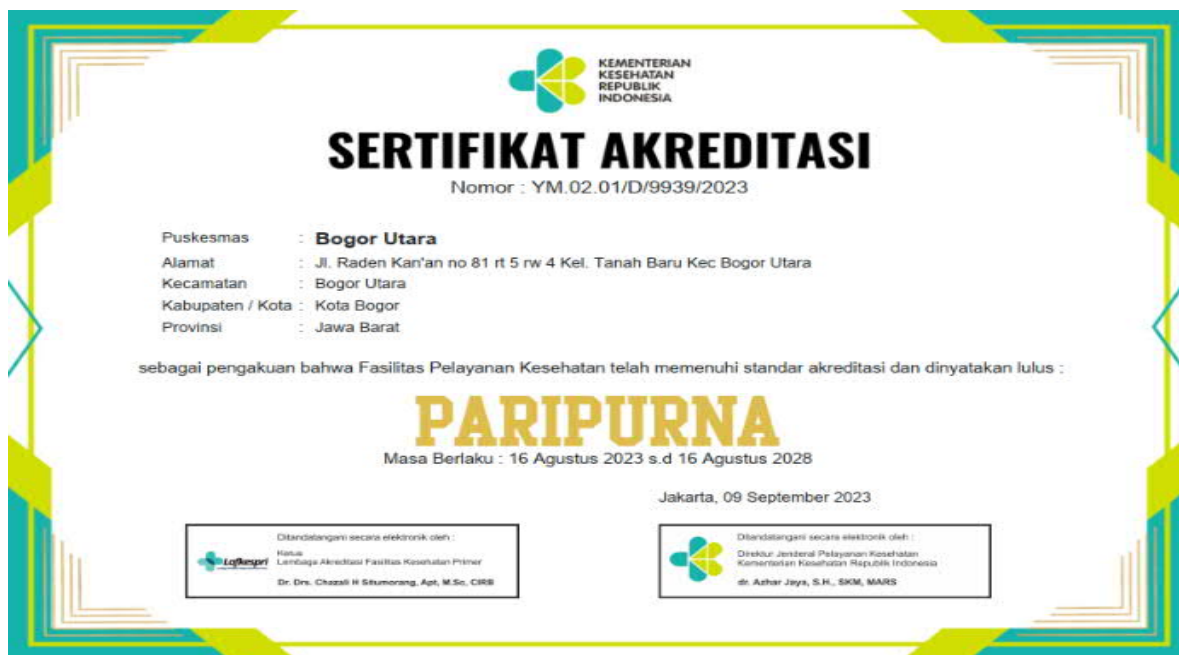 KEMENTERIAN
KESEHATAN
REPUBLIK
INDONESIA
SERTIFIKAT AKREDITASI
Nomor : YM.02.01/D/9939/2023
Puskesmas : Bogor Utara
Alamat : Jl. Raden Kan'an no 81 rt 5 rw 4 Kel. Tanah Baru Kec Bogor Utara
Kecamatan : Bogor Utara
Kabupaten / Kota : Kota Bogor
Provinsi : Jawa Barat
sebagai pengakuan bahwa Fasilitas Pelayanan Kesehatan telah memenuhi standar akreditasi dan dinyatakan lulus :
PARIPURNA
Masa Berlaku : 16 Agustus 2023 s.d 16 Agustus 2028
Jakarta, 09 September 2023
Ditandatangani secara elektronik oleh :
Lafkespri
Ketua
Lembaga Akreditasi Fasilitas Kesehatan Primer
Dr. Drs. Chazali H Situmorang, Apt, M.Sc, CIRB
Ditandatangani secara elektronik oleh :
Direktur Jenderal Pelayanan Kesehatan
Kementerian Kesehatan Republik Indonesia
dr. Azhar Jaya, S.H., SKM, MARS